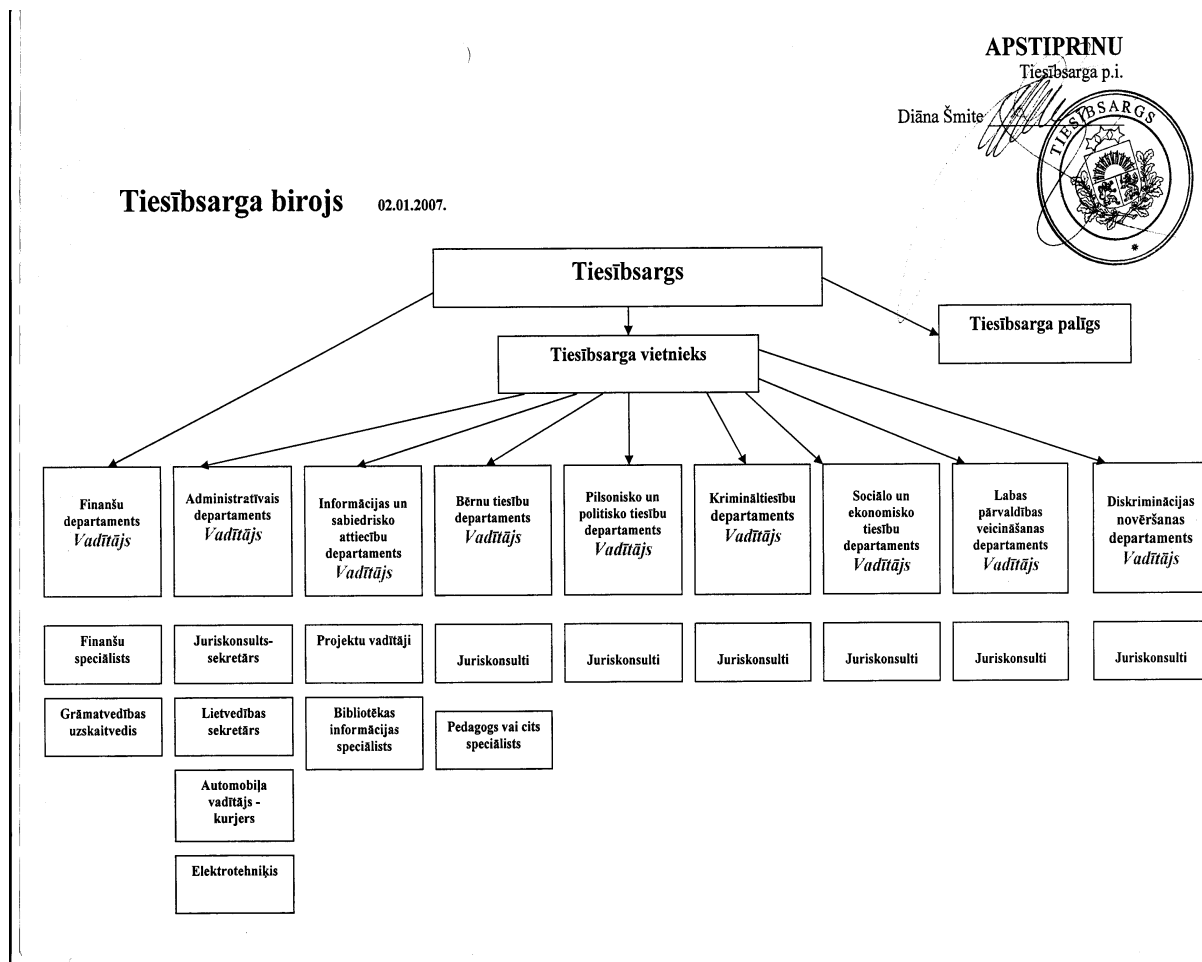 APSTIPRINU
Tiesībsarga p.i.
Diāna Šmite
TIESĪBSARGS
Tiesībsarga birojs 02.01.2007.
Tiesībsargs
Tiesībsarga palīgs
Tiesībsarga vietnieks
Finanšu
departaments
Vadītājs
Administratīvais
departaments
Vadītājs
Informācijas un
sabiedrisko
attiecību
departaments
Vadītājs
Bērnu tiesību
departaments
Vadītājs
Pilsonisko un
politisko tiesību
departaments
Vadītājs
Krimināltiesību
departaments
Vadītājs
Sociālo un
ekonomisko
tiesību
departaments
Vadītājs
Labas
pārvaldības
veicināšanas
departaments
Vadītājs
Diskriminācijas
novēršanas
departaments
Vadītājs
Finanšu
speciālists
Juriskonsults-
sekretārs
Projektu vadītāji
Juriskonsulti
Juriskonsulti
Juriskonsulti
Juriskonsulti
Juriskonsulti
Juriskonsulti
Grāmatvedības
uzskaitvedis
Lietvedības
sekretārs
Bibliotēkas
informācijas
speciālists
Pedagogs vai cits
speciālists
Automobiļa
vadītājs -
kurjers
Elektrotehniķis